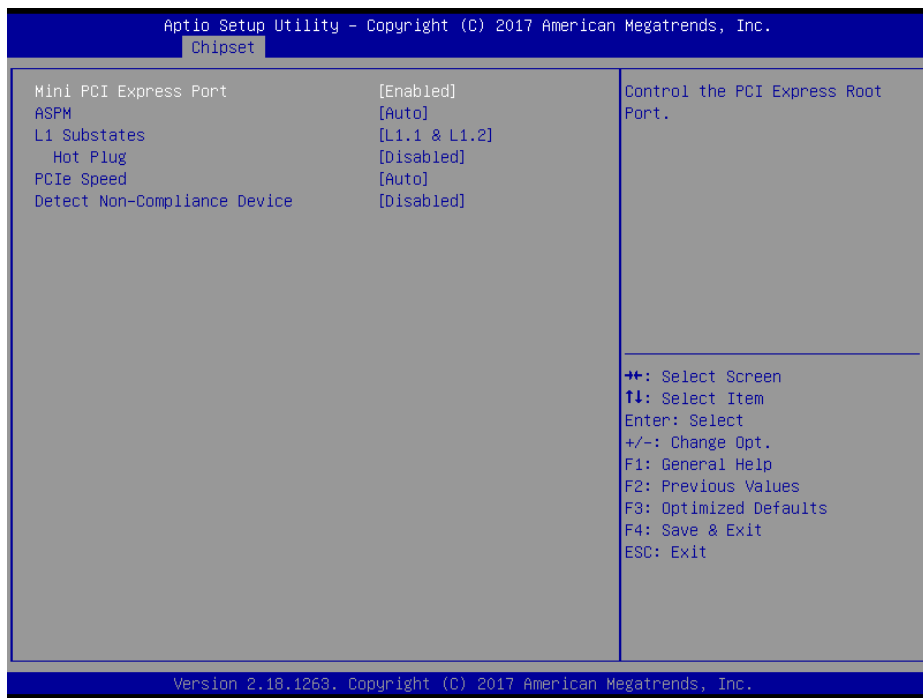 Aptio Setup Utility – Copyright (C) 2017 American Megatrends, Inc.
Chipset
Mini PCI Express Port [Enabled]
ASPM [Auto]
L1 Substates [L1.1 & L1.2]
Hot Plug [Disabled]
PCIe Speed [Auto]
Detect Non-Compliance Device [Disabled]
Control the PCI Express Root
Port.
→←: Select Screen
↑↓: Select Item
Enter: Select
+/-: Change Opt.
F1: General Help
F2: Previous Values
F3: Optimized Defaults
F4: Save & Exit
ESC: Exit
Version 2.18.1263. Copyright (C) 2017 American Megatrends, Inc.